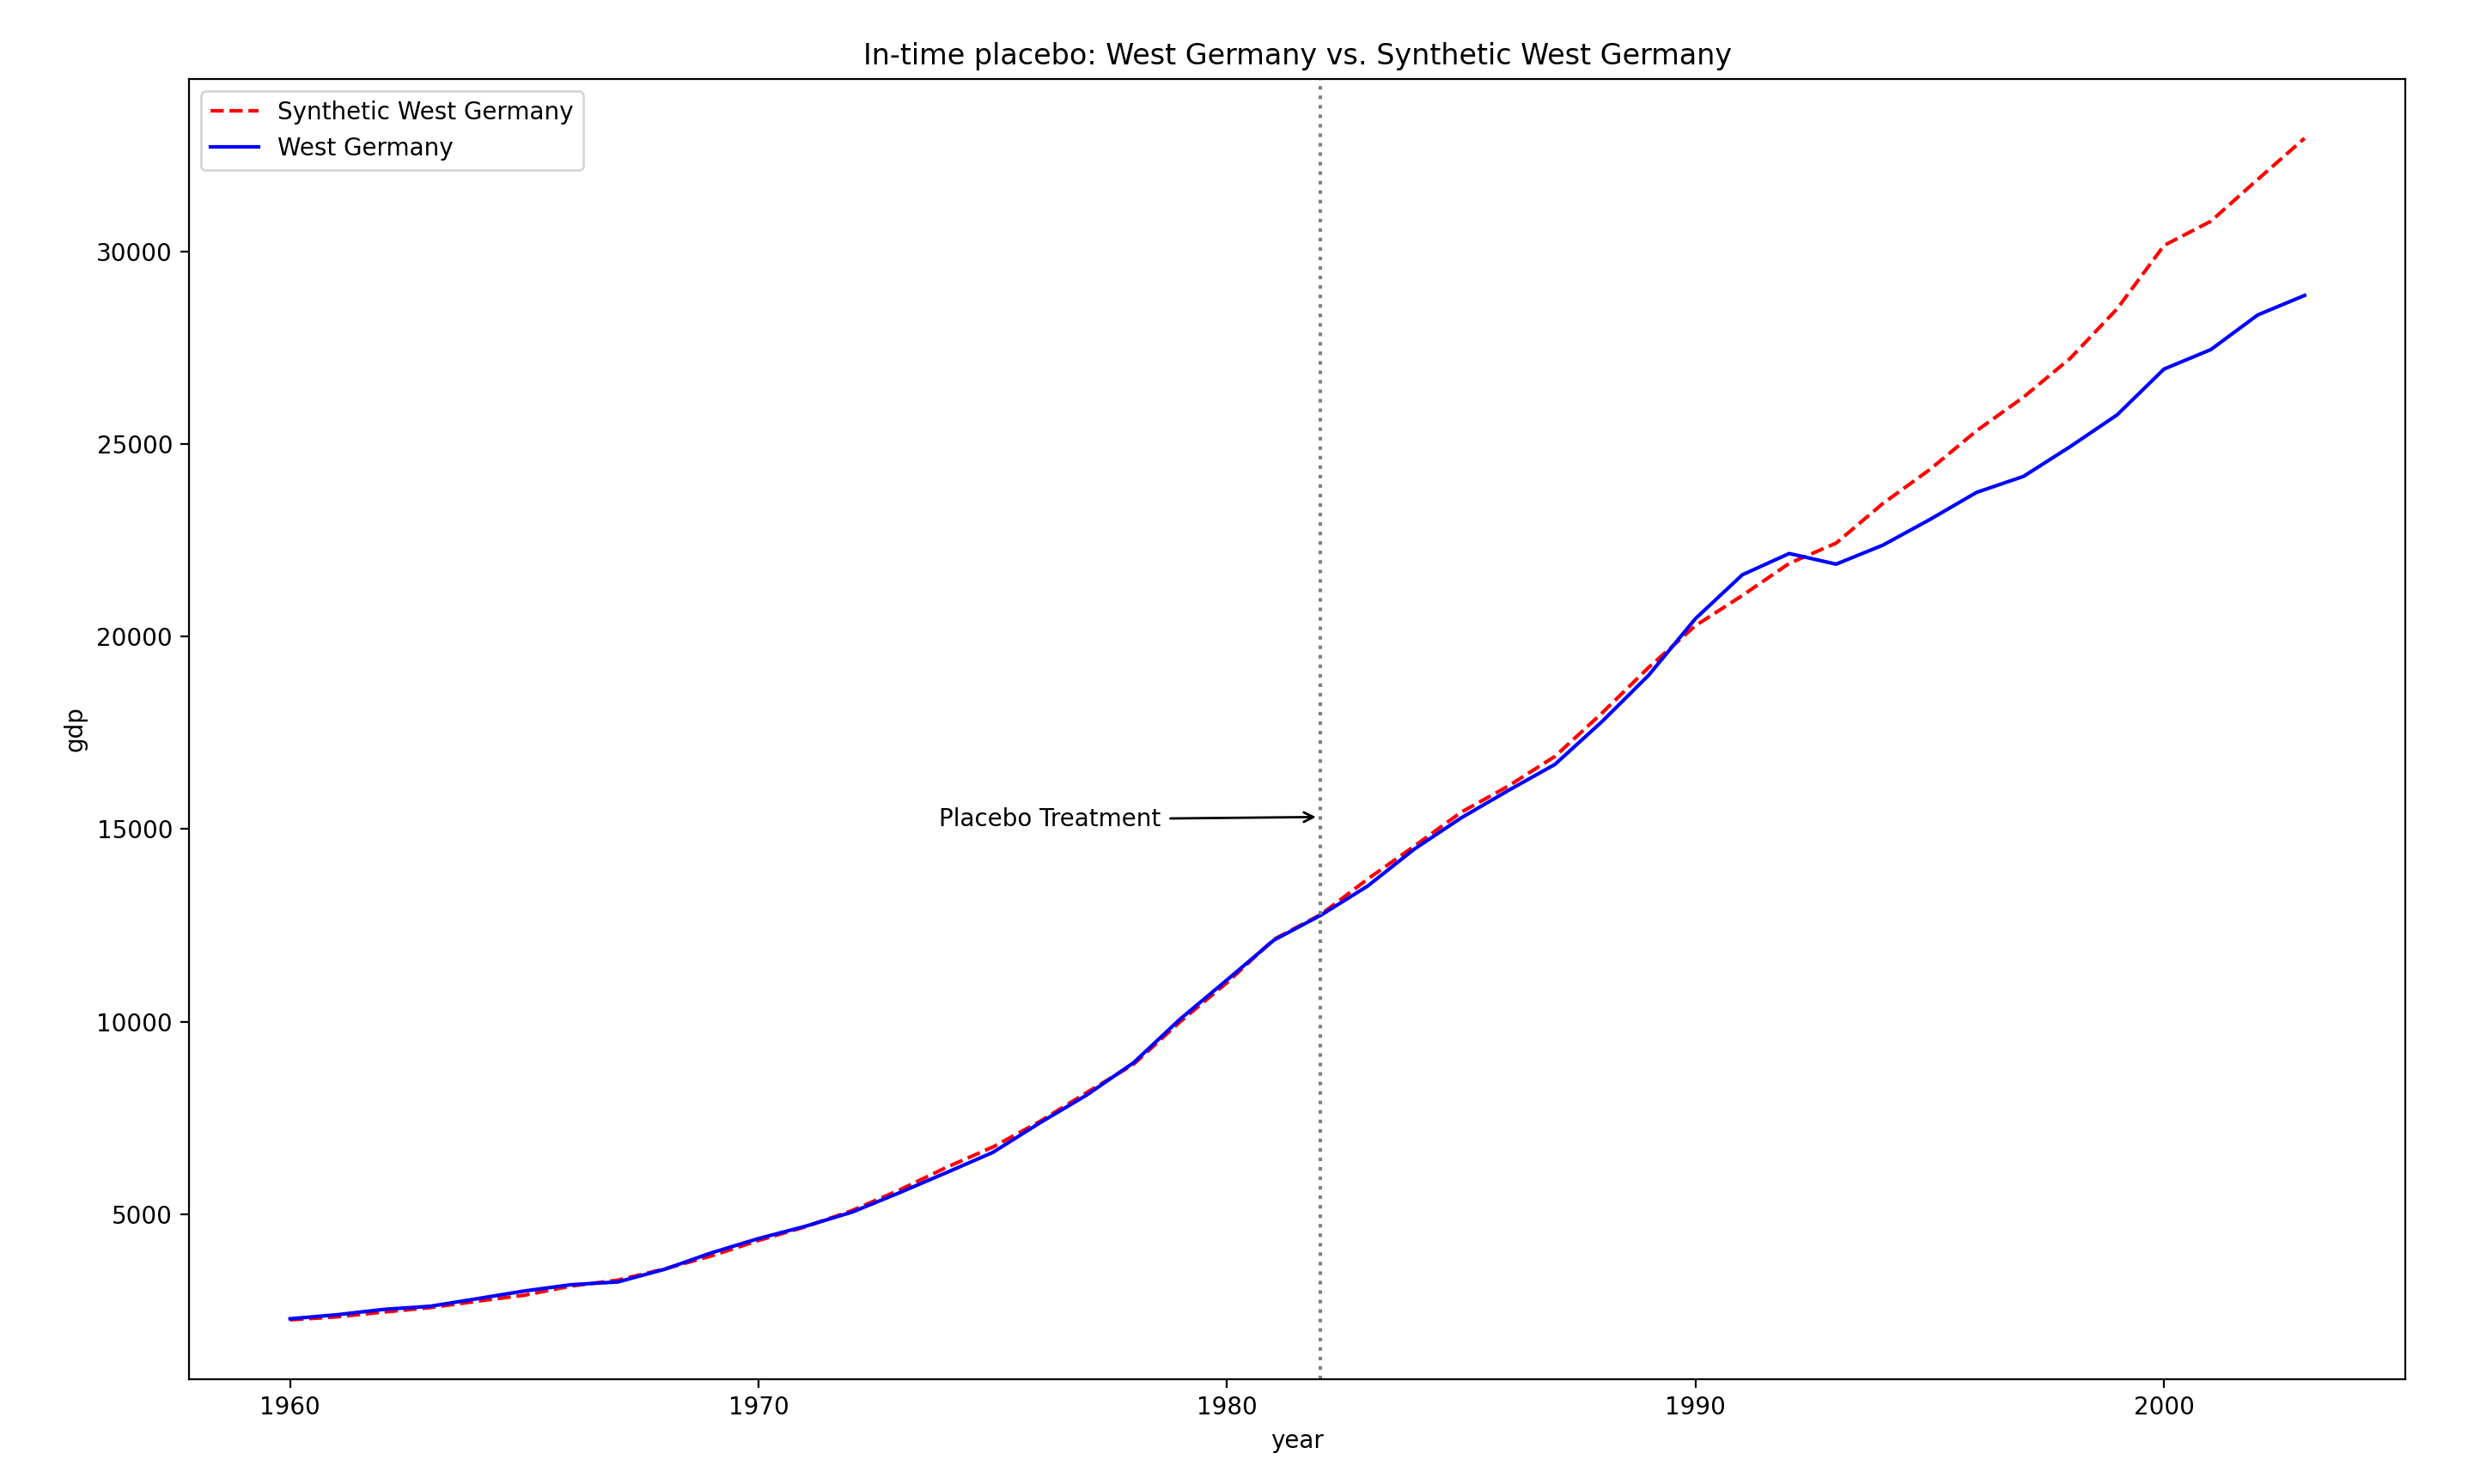 In-time placebo: West Germany vs. Synthetic West Germany
Synthetic West Germany
West Germany
30000
25000
20000
15000
10000
5000
gdp
Placebo Treatment
1960 1970 1980 1990 2000
year